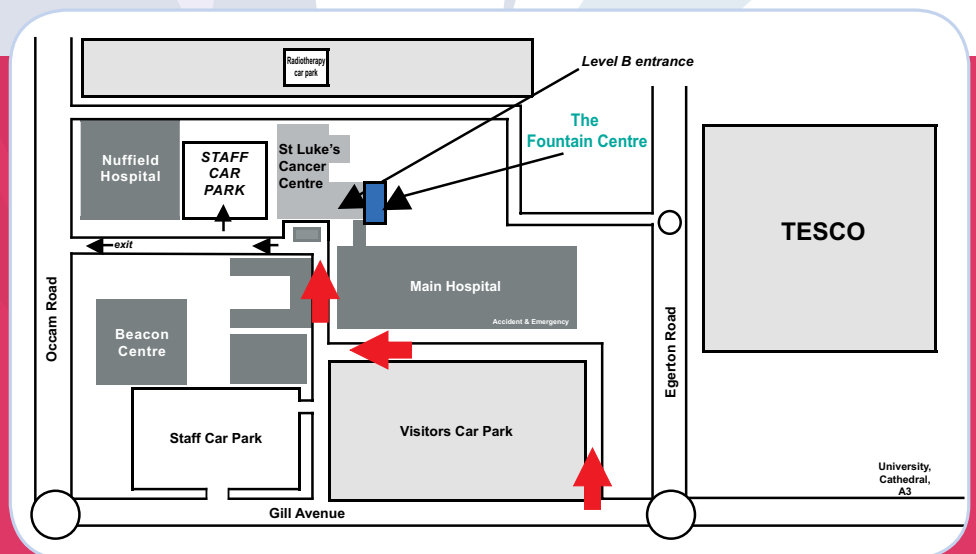 Radiotherapy
car park
Level B entrance
The
Fountain Centre
Nuffield
Hospital
STAFF
CAR
PARK
St Luke's
Cancer
Centre
TESCO
exit
Main Hospital
Accident & Emergency
Occam Road
Beacon
Centre
Egerton Road
Staff Car Park
Visitors Car Park
University,
Cathedral,
A3
Gill Avenue